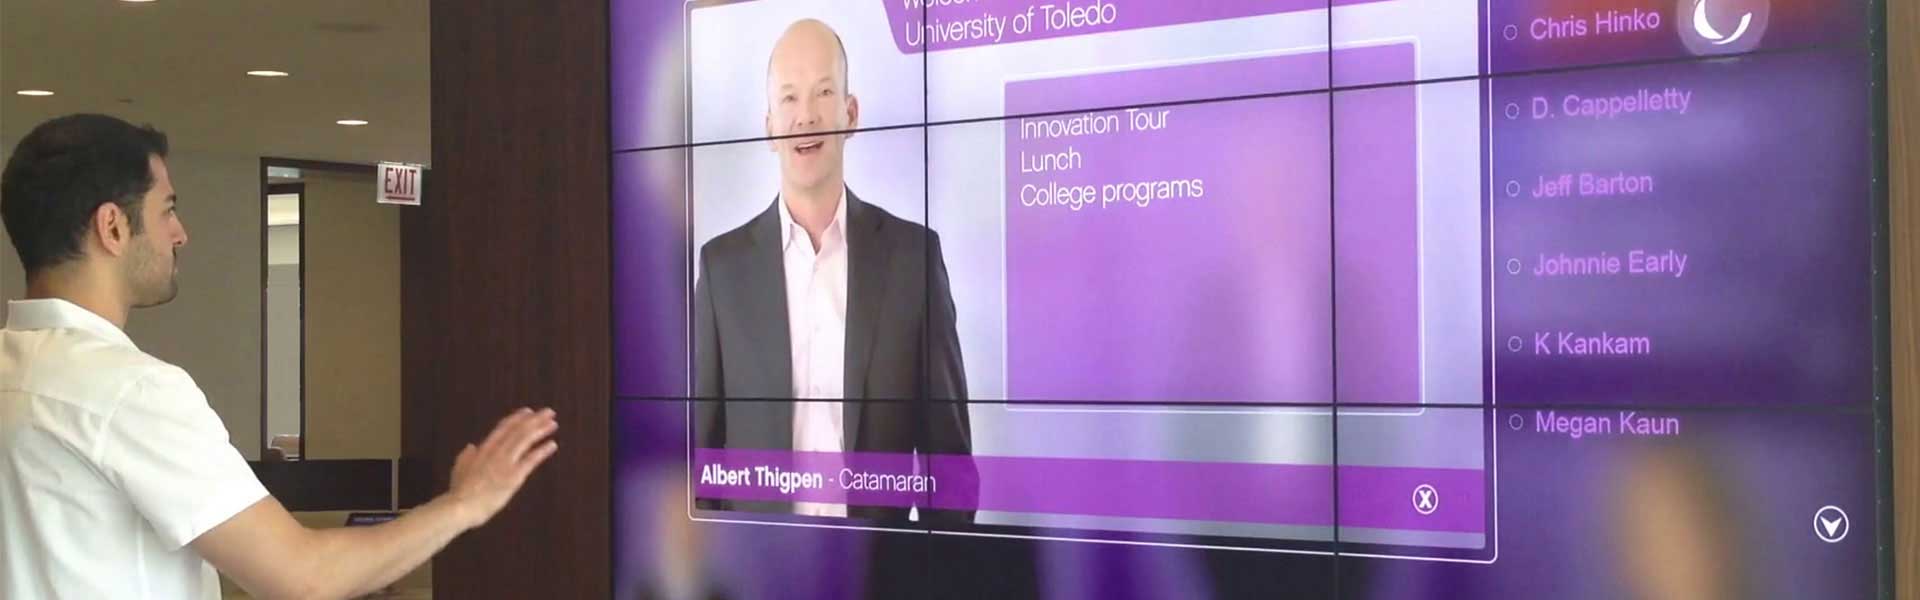 EXIT
University of Toledo
Innovation Tour
Lunch
College programs
Albert Thigpen - Catamaran
X
Chris Hinko
D. Cappelletty
Jeff Barton
Johnnie Early
K Kankam
Megan Kaun